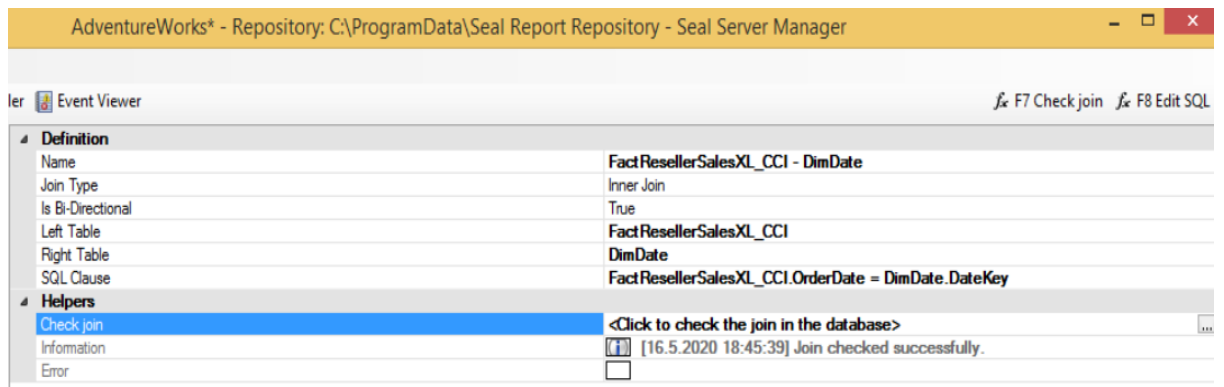 AdventureWorks* - Repository: C:\ProgramData\Seal Report Repository - Seal Server Manager
ler Event Viewer fx F7 Check join fx F8 Edit SQL
Definition
Name FactResellerSalesXL_CCI - DimDate
Join Type Inner Join
Is Bi-Directional True
Left Table FactResellerSalesXL_CCI
Right Table DimDate
SQL Clause FactResellerSalesXL_CCI.OrderDate = DimDate.DateKey
Helpers
Check join <Click to check the join in the database> ...
Information [16.5.2020 18:45:39] Join checked successfully.
Error